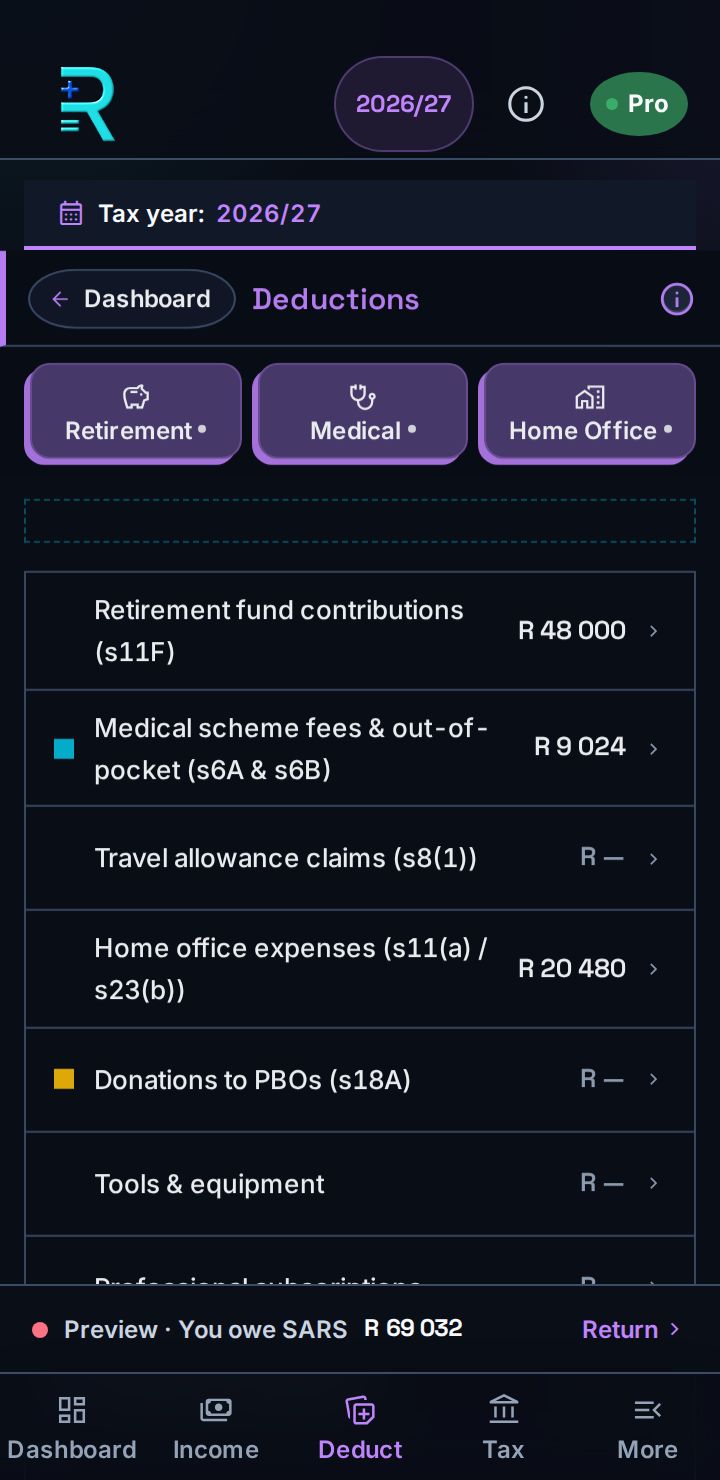 R
2026/27
Pro
Tax year: 2026/27
Dashboard
Deductions
Retirement
Medical
Home Office
Retirement fund contributions
(s11F)
R 48 000
Medical scheme fees & out-of-
pocket (s6A & s6B)
R 9 024
Travel allowance claims (s8(1))
R —
Home office expenses (s11(a) /
s23(b))
R 20 480
Donations to PBOs (s18A)
R —
Tools & equipment
R —
Professional subscriptions
R —
Preview · You owe SARS R 69 032
Return
Dashboard
Income
Deduct
Tax
More